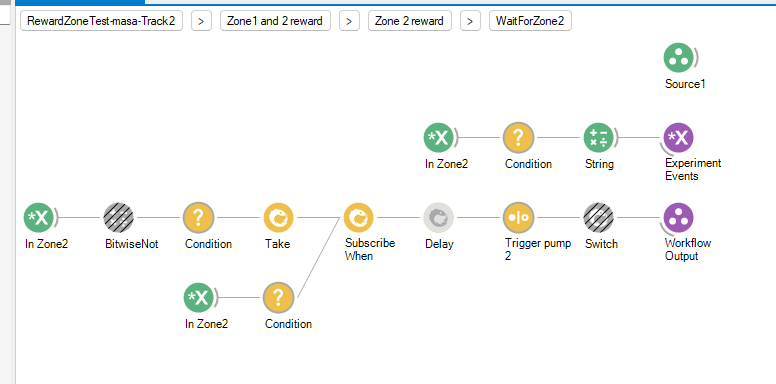 RewardZoneTest-masa-Track2 > Zone1 and 2 reward > Zone 2 reward > WaitForZone2
Source1
*X ? *X
In Zone2 Condition String Experiment
Events
*X ?
In Zone2 BitwiseNot Condition Take Subscribe
When Delay Trigger pump
2 Switch Workflow
Output
*X ?
In Zone2 Condition